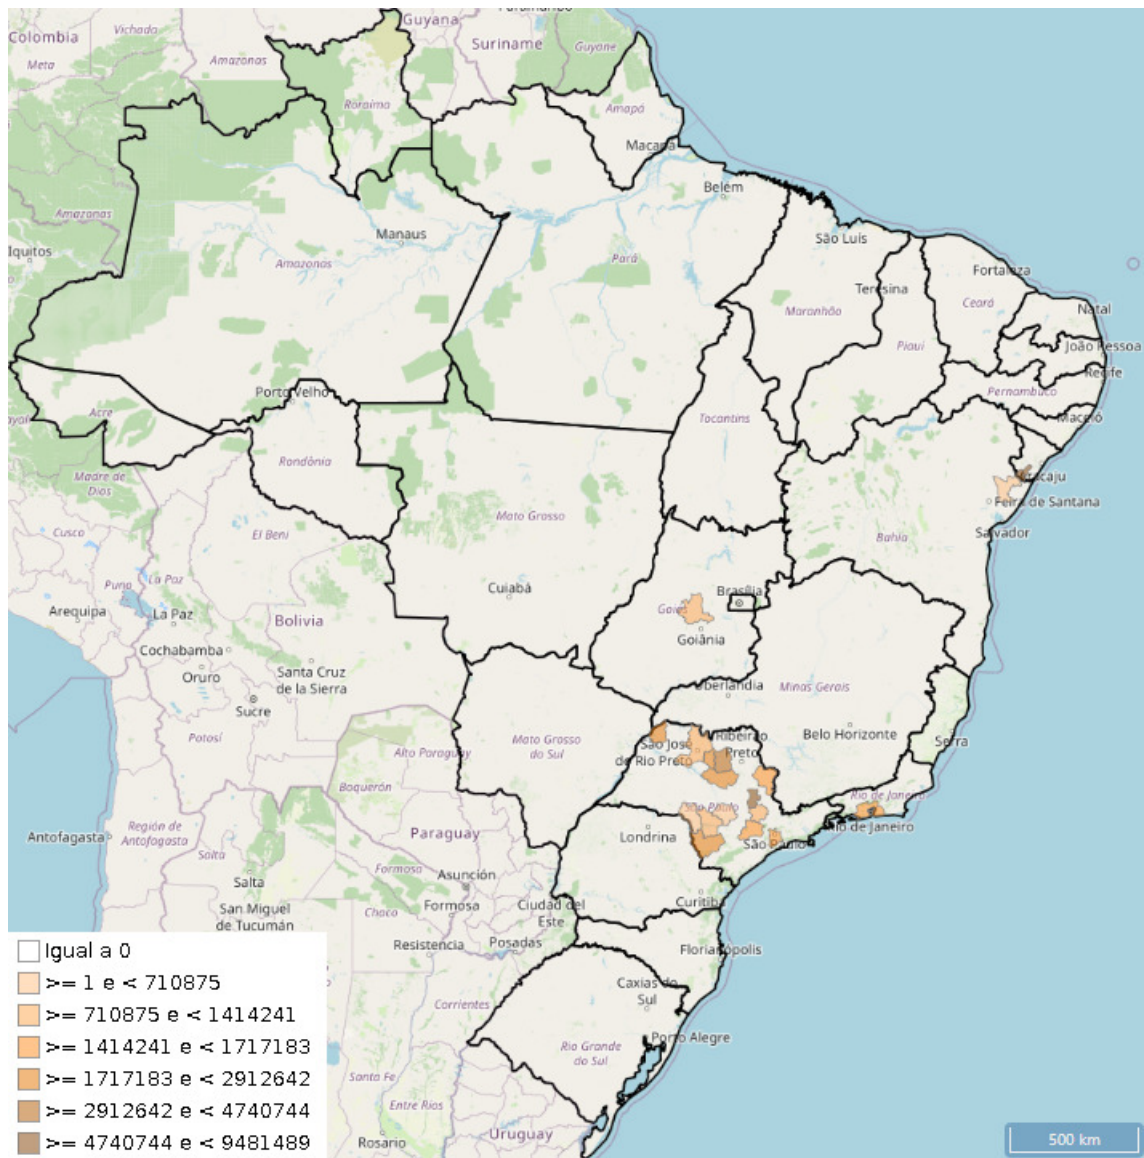 Paramaribo
Guyana
Colombia
Vichada
Amazonas
Suriname
Guyane
Meta
Roraima
Amapá
Macapá
Belém
Amazonas
Iquitos
Manaus
São Luís
Amazonas
Pará
Fortaleza
Teresina
Ceará
Maranhão
Natal
Piauí
João Pessoa
Recife
Porto Velho
Pernambuco
Acre
Tocantins
Maceió
Rondônia
Madre de
Dios
Aracaju
Feira de Santana
Mato Grosso
Cusco
El Beni
Salvador
Bahia
Puno
La Paz
Cuiabá
Brasília
Arequipa
La Paz
Goiás
Bolivia
Goiânia
Cochabamba
Santa Cruz
de la Sierra
Oruro
Uberlândia
Minas Gerais
Sucre
Potosí
Mato Grosso
do Sul
Alto Paraguay
São José
do Rio Preto
Ribeirão
Preto
Belo Horizonte
Serra
Boquerón
São Paulo
Rio de Janeiro
Rio de Janeiro
Antofagasta
Región de
Antofagasta
Paraguay
Londrina
São Paulo
Salta
Salta
Formosa
Asunción
San Miguel
de Tucumán
Chaco
Formosa
Ciudad del
Este
Curitiba
Resistencia
Posadas
Florianópolis
Igual a 0
>= 1 e < 710875
Caxias do
Sul
Corrientes
>= 710875 e < 1414241
Porto Alegre
>= 1414241 e < 1717183
Rio Grande
do Sul
>= 1717183 e < 2912642
Santa Fe
Entre Ríos
>= 2912642 e < 4740744
Uruguay
>= 4740744 e < 9481489
Rosario
500 km